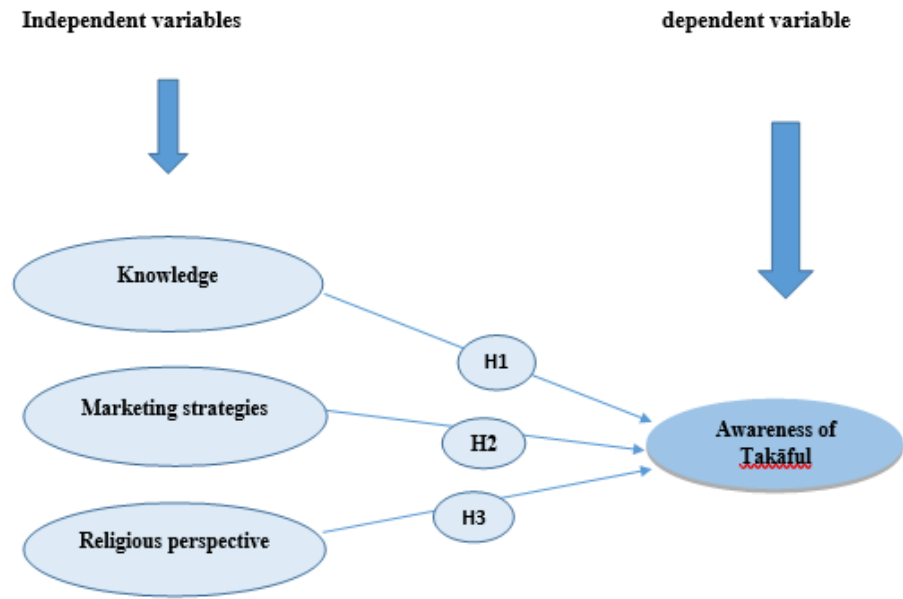 Independent variables
dependent variable
Knowledge
H1
Marketing strategies
H2
Awareness of
Takāful
H3
Religious perspective